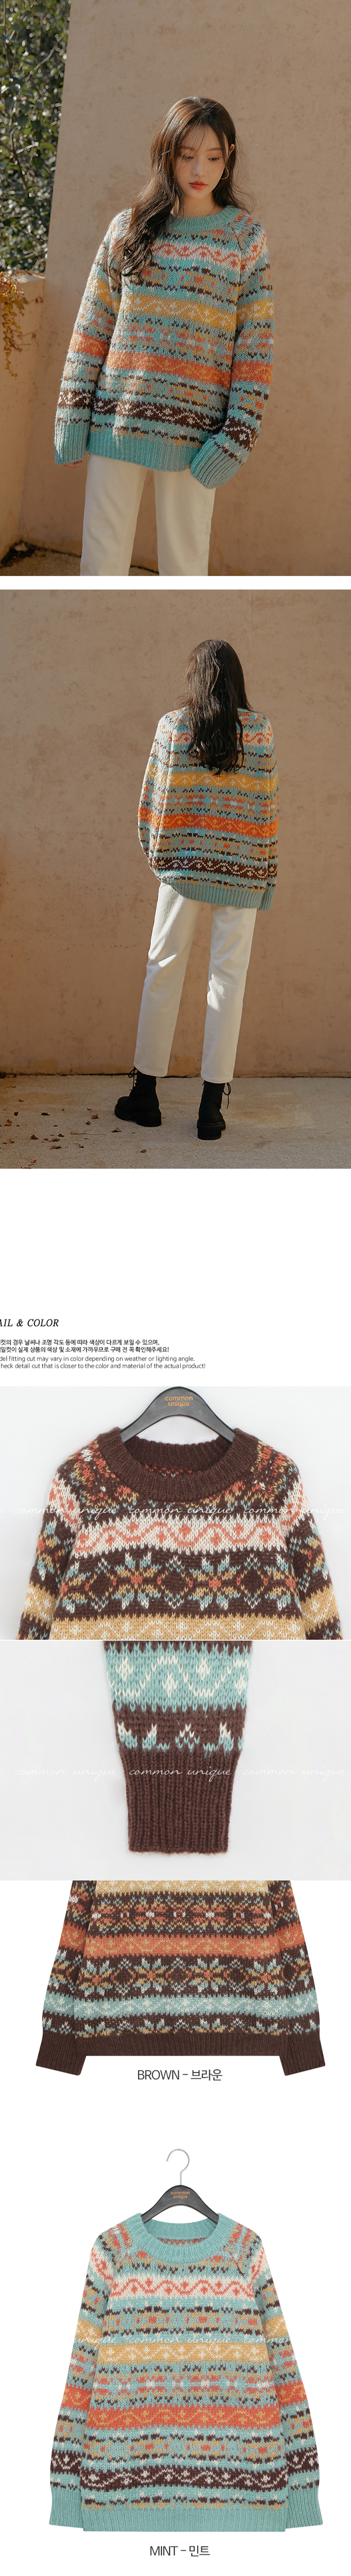 AIL & COLOR
컷의 경우 날씨나 조명 각도 등에 따라 색상이 다르게 보일 수 있으며,
일컷이 실제 상품의 색상 및 소재에 가까우므로 구매 전 꼭 확인해주세요!
del fitting cut may vary in color depending on weather or lighting angle.
heck detail cut that is closer to the color and material of the actual product!
common
unique
common unique common unique common unique
common unique common unique common unique
BROWN - 브라운
common
unique
common unique
MINT - 민트